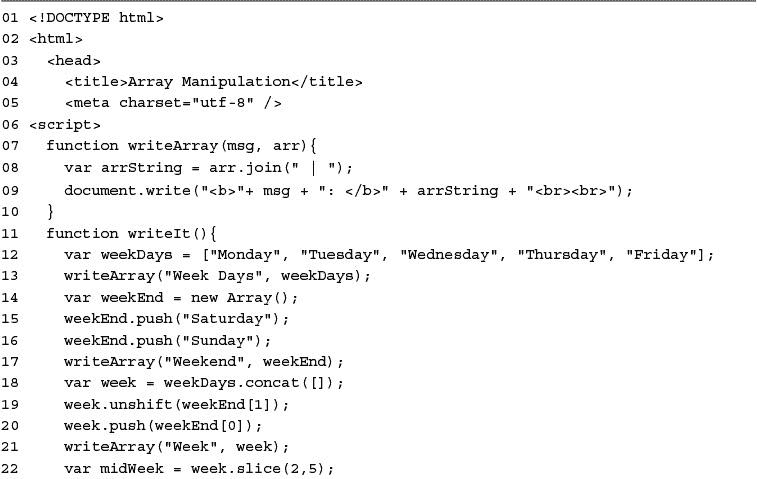 01 <!DOCTYPE html>
02 <html>
03   <head>
04     <title>Array Manipulation</title>
05     <meta charset="utf-8" />
06 <script>
07   function writeArray(msg, arr){
08     var arrString = arr.join(" | ");
09     document.write("<b>"+ msg + ": </b>" + arrString + "<br><br>");
10   }
11   function writeIt(){
12     var weekDays = ["Monday", "Tuesday", "Wednesday", "Thursday", "Friday"];
13     writeArray("Week Days", weekDays);
14     var weekEnd = new Array();
15     weekEnd.push("Saturday");
16     weekEnd.push("Sunday");
17     writeArray("Weekend", weekEnd);
18     var week = weekDays.concat([]);
19     week.unshift(weekEnd[1]);
20     week.push(weekEnd[0]);
21     writeArray("Week", week);
22     var midWeek = week.slice(2,5);